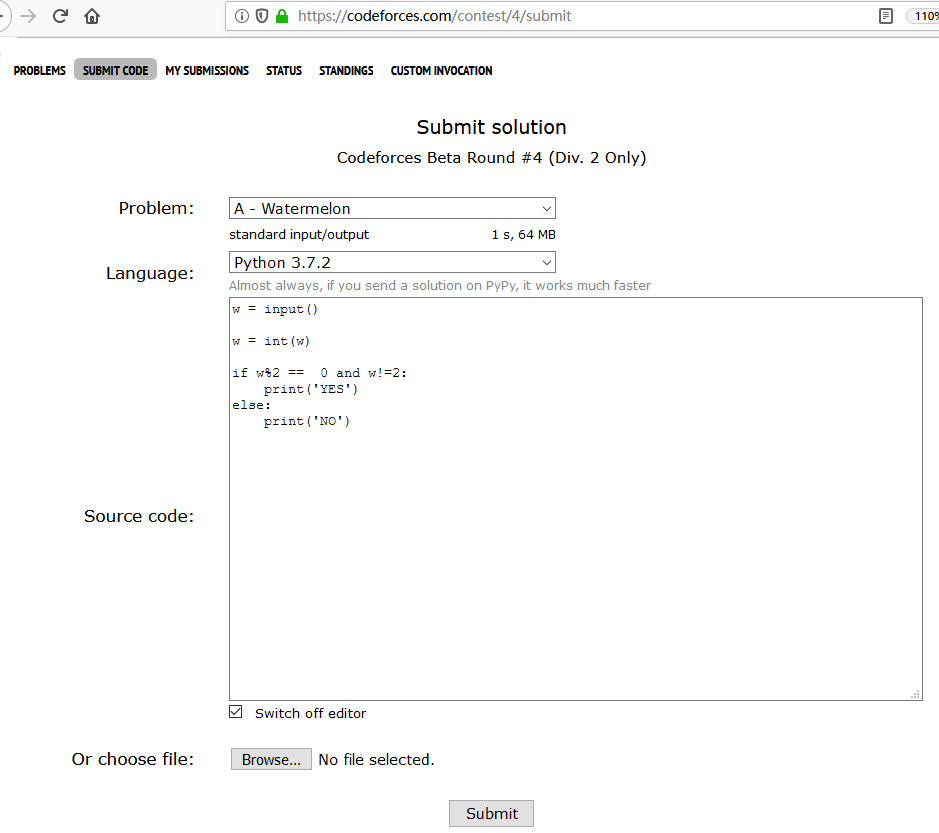 https://codeforces.com/contest/4/submit
110%
PROBLEMS SUBMIT CODE MY SUBMISSIONS STATUS STANDINGS CUSTOM INVOCATION
Submit solution
Codeforces Beta Round #4 (Div. 2 Only)
Problem: A - Watermelon
standard input/output 1 s, 64 MB
Language: Python 3.7.2
Almost always, if you send a solution on PyPy, it works much faster
Source code:
w = input()
w = int(w)
if w%2 ==  0 and w!=2:
    print('YES')
else:
    print('NO')
Switch off editor
Or choose file: Browse... No file selected.
Submit